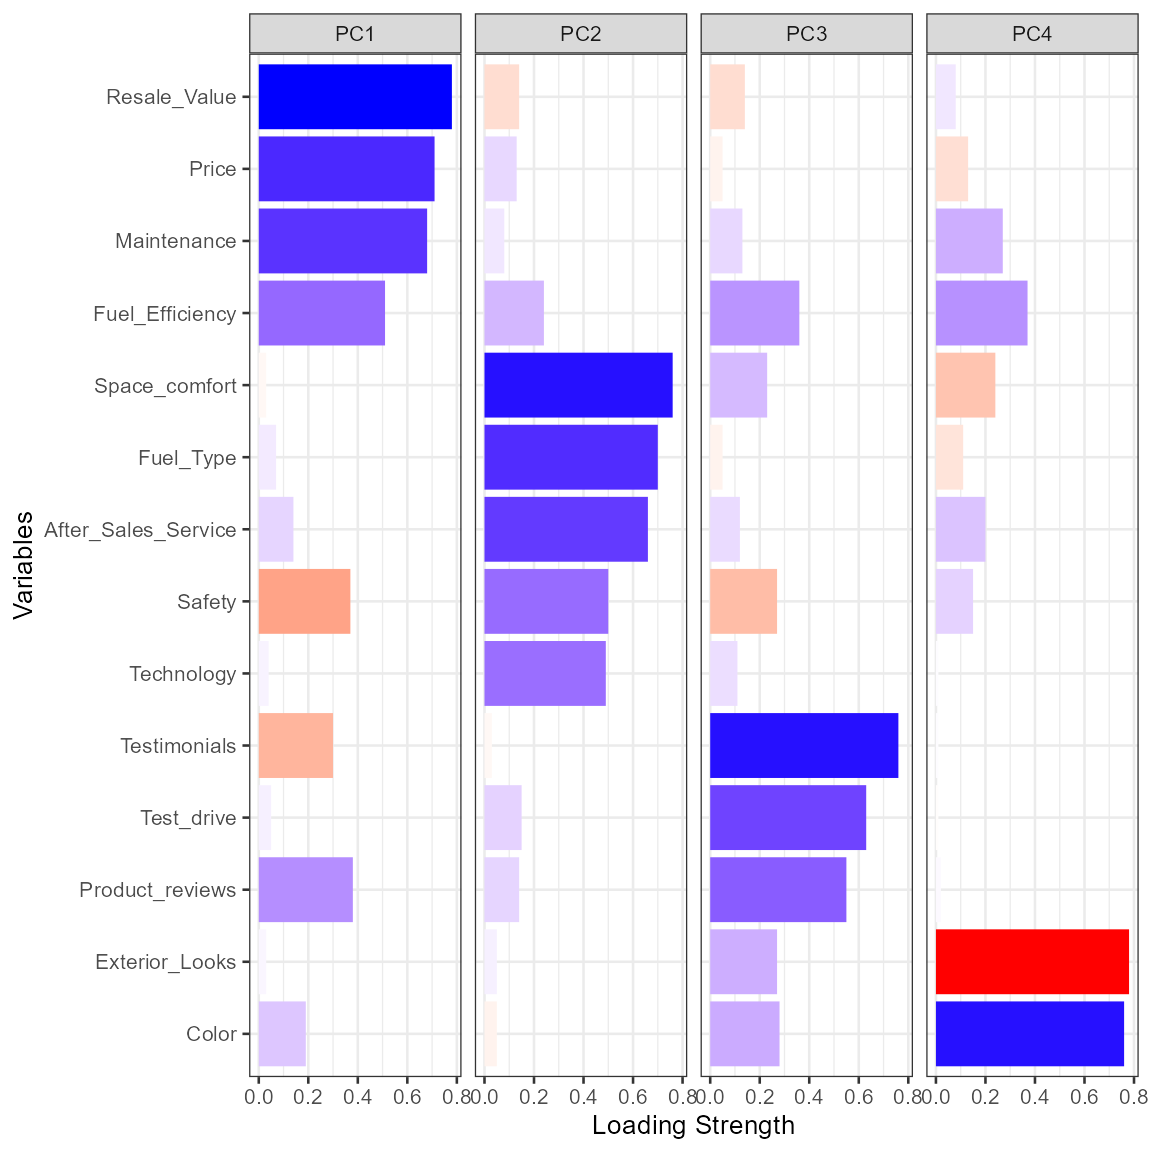 PC1 PC2 PC3 PC4
Resale_Value
Price
Maintenance
Fuel_Efficiency
Space_comfort
Fuel_Type
After_Sales_Service
Safety
Technology
Testimonials
Test_drive
Product_reviews
Exterior_Looks
Color
Variables
0.0 0.2 0.4 0.6 0.8 0.0 0.2 0.4 0.6 0.8 0.0 0.2 0.4 0.6 0.8 0.0 0.2 0.4 0.6 0.8
Loading Strength